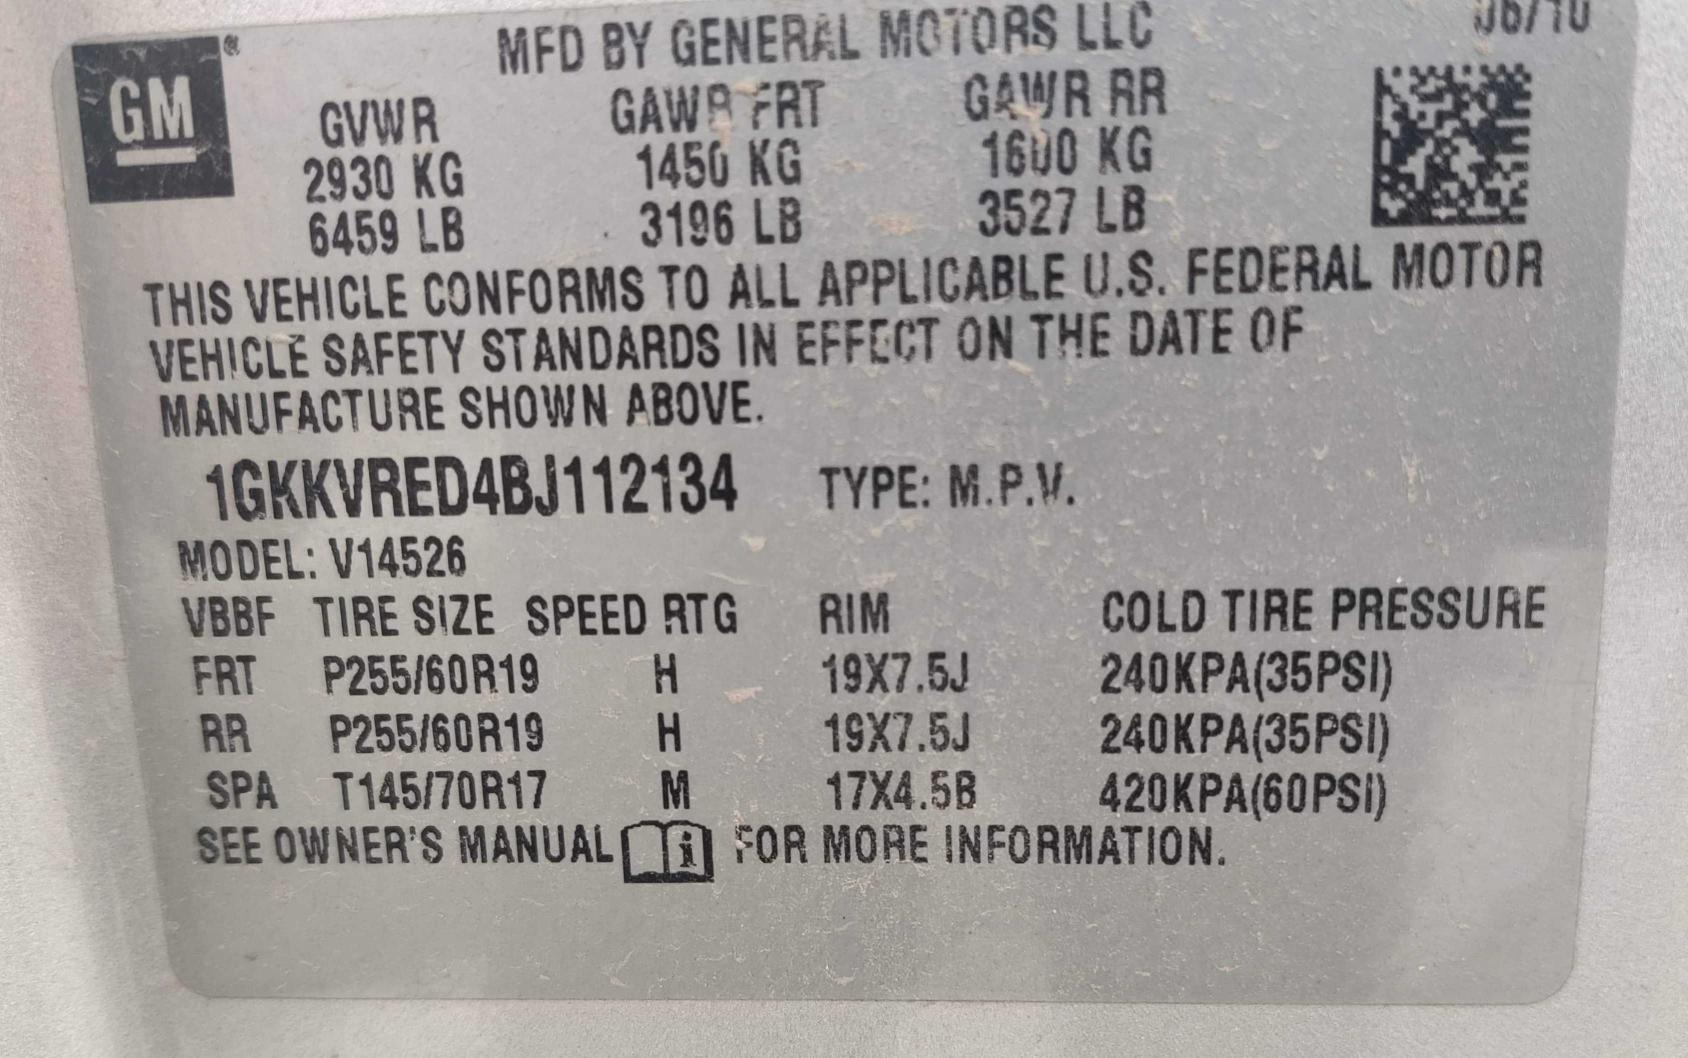 GM ® MFD BY GENERAL MOTORS LLC 06/10
GVWR GAWR FRT GAWR RR
2930 KG 1450 KG 1600 KG
6459 LB 3196 LB 3527 LB
THIS VEHICLE CONFORMS TO ALL APPLICABLE U.S. FEDERAL MOTOR
VEHICLE SAFETY STANDARDS IN EFFECT ON THE DATE OF
MANUFACTURE SHOWN ABOVE.
1GKKVRED4BJ112134 TYPE: M.P.V.
MODEL: V14526
VBBF TIRE SIZE SPEED RTG RIM COLD TIRE PRESSURE
FRT P255/60R19 H 19X7.5J 240KPA(35PSI)
RR P255/60R19 H 19X7.5J 240KPA(35PSI)
SPA T145/70R17 M 17X4.5B 420KPA(60PSI)
SEE OWNER'S MANUAL i FOR MORE INFORMATION.